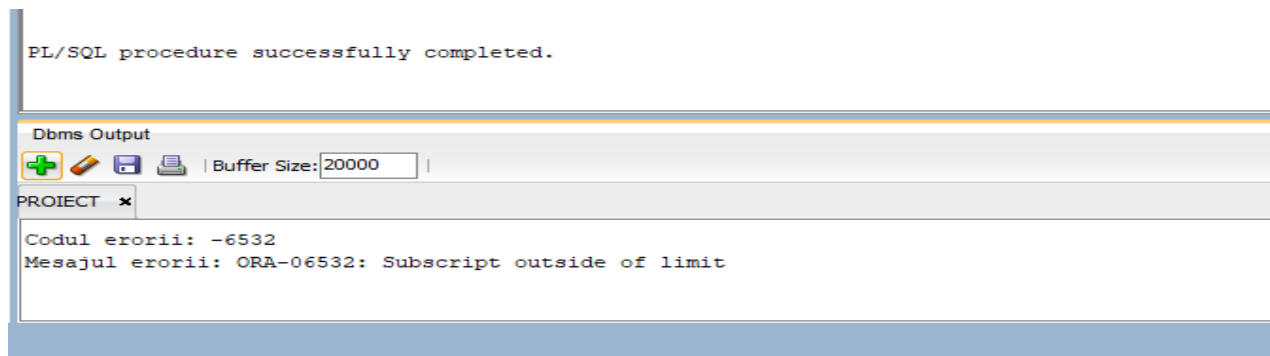 PL/SQL procedure successfully completed.
Dbms Output
Buffer Size: 20000
PROIECT
Codul erorii: -6532
Mesajul erorii: ORA-06532: Subscript outside of limit